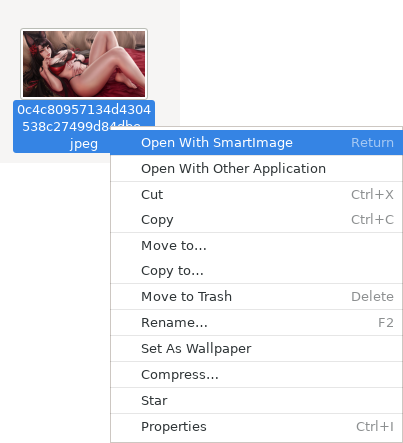 0c4c80957134d4304
jpeg
Open With SmartImage Return
Open With Other Application
Cut Ctrl+X
Copy Ctrl+C
Move to…
Copy to…
Move to Trash Delete
Rename… F2
Set As Wallpaper
Compress…
Star
Properties Ctrl+I